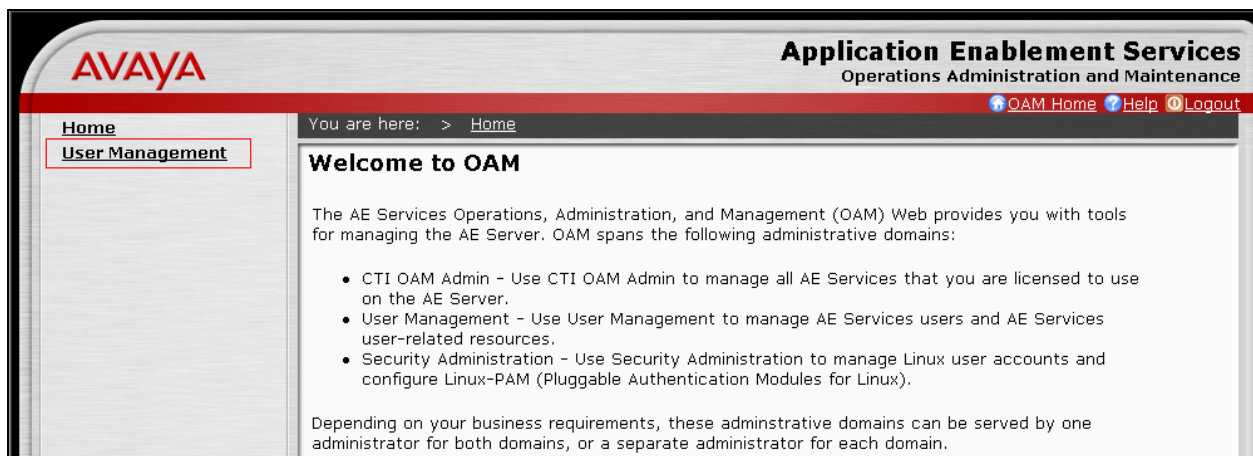 AVAYA
Application Enablement Services
Operations Administration and Maintenance
OAM Home Help Logout
Home
User Management
You are here: > Home
Welcome to OAM
The AE Services Operations, Administration, and Management (OAM) Web provides you with tools
for managing the AE Server. OAM spans the following administrative domains:
• CTI OAM Admin - Use CTI OAM Admin to manage all AE Services that you are licensed to use
on the AE Server.
• User Management - Use User Management to manage AE Services users and AE Services
user-related resources.
• Security Administration - Use Security Administration to manage Linux user accounts and
configure Linux-PAM (Pluggable Authentication Modules for Linux).
Depending on your business requirements, these adminstrative domains can be served by one
administrator for both domains, or a separate administrator for each domain.